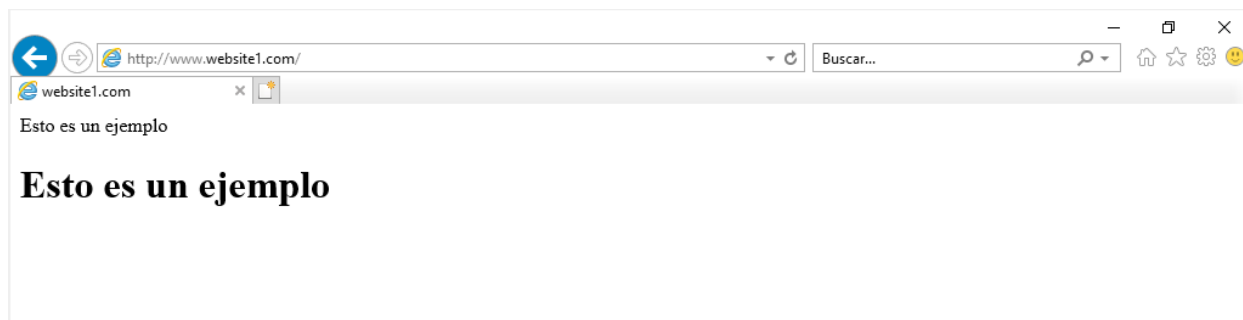 http://www.website1.com/
Buscar...
website1.com
Esto es un ejemplo
Esto es un ejemplo